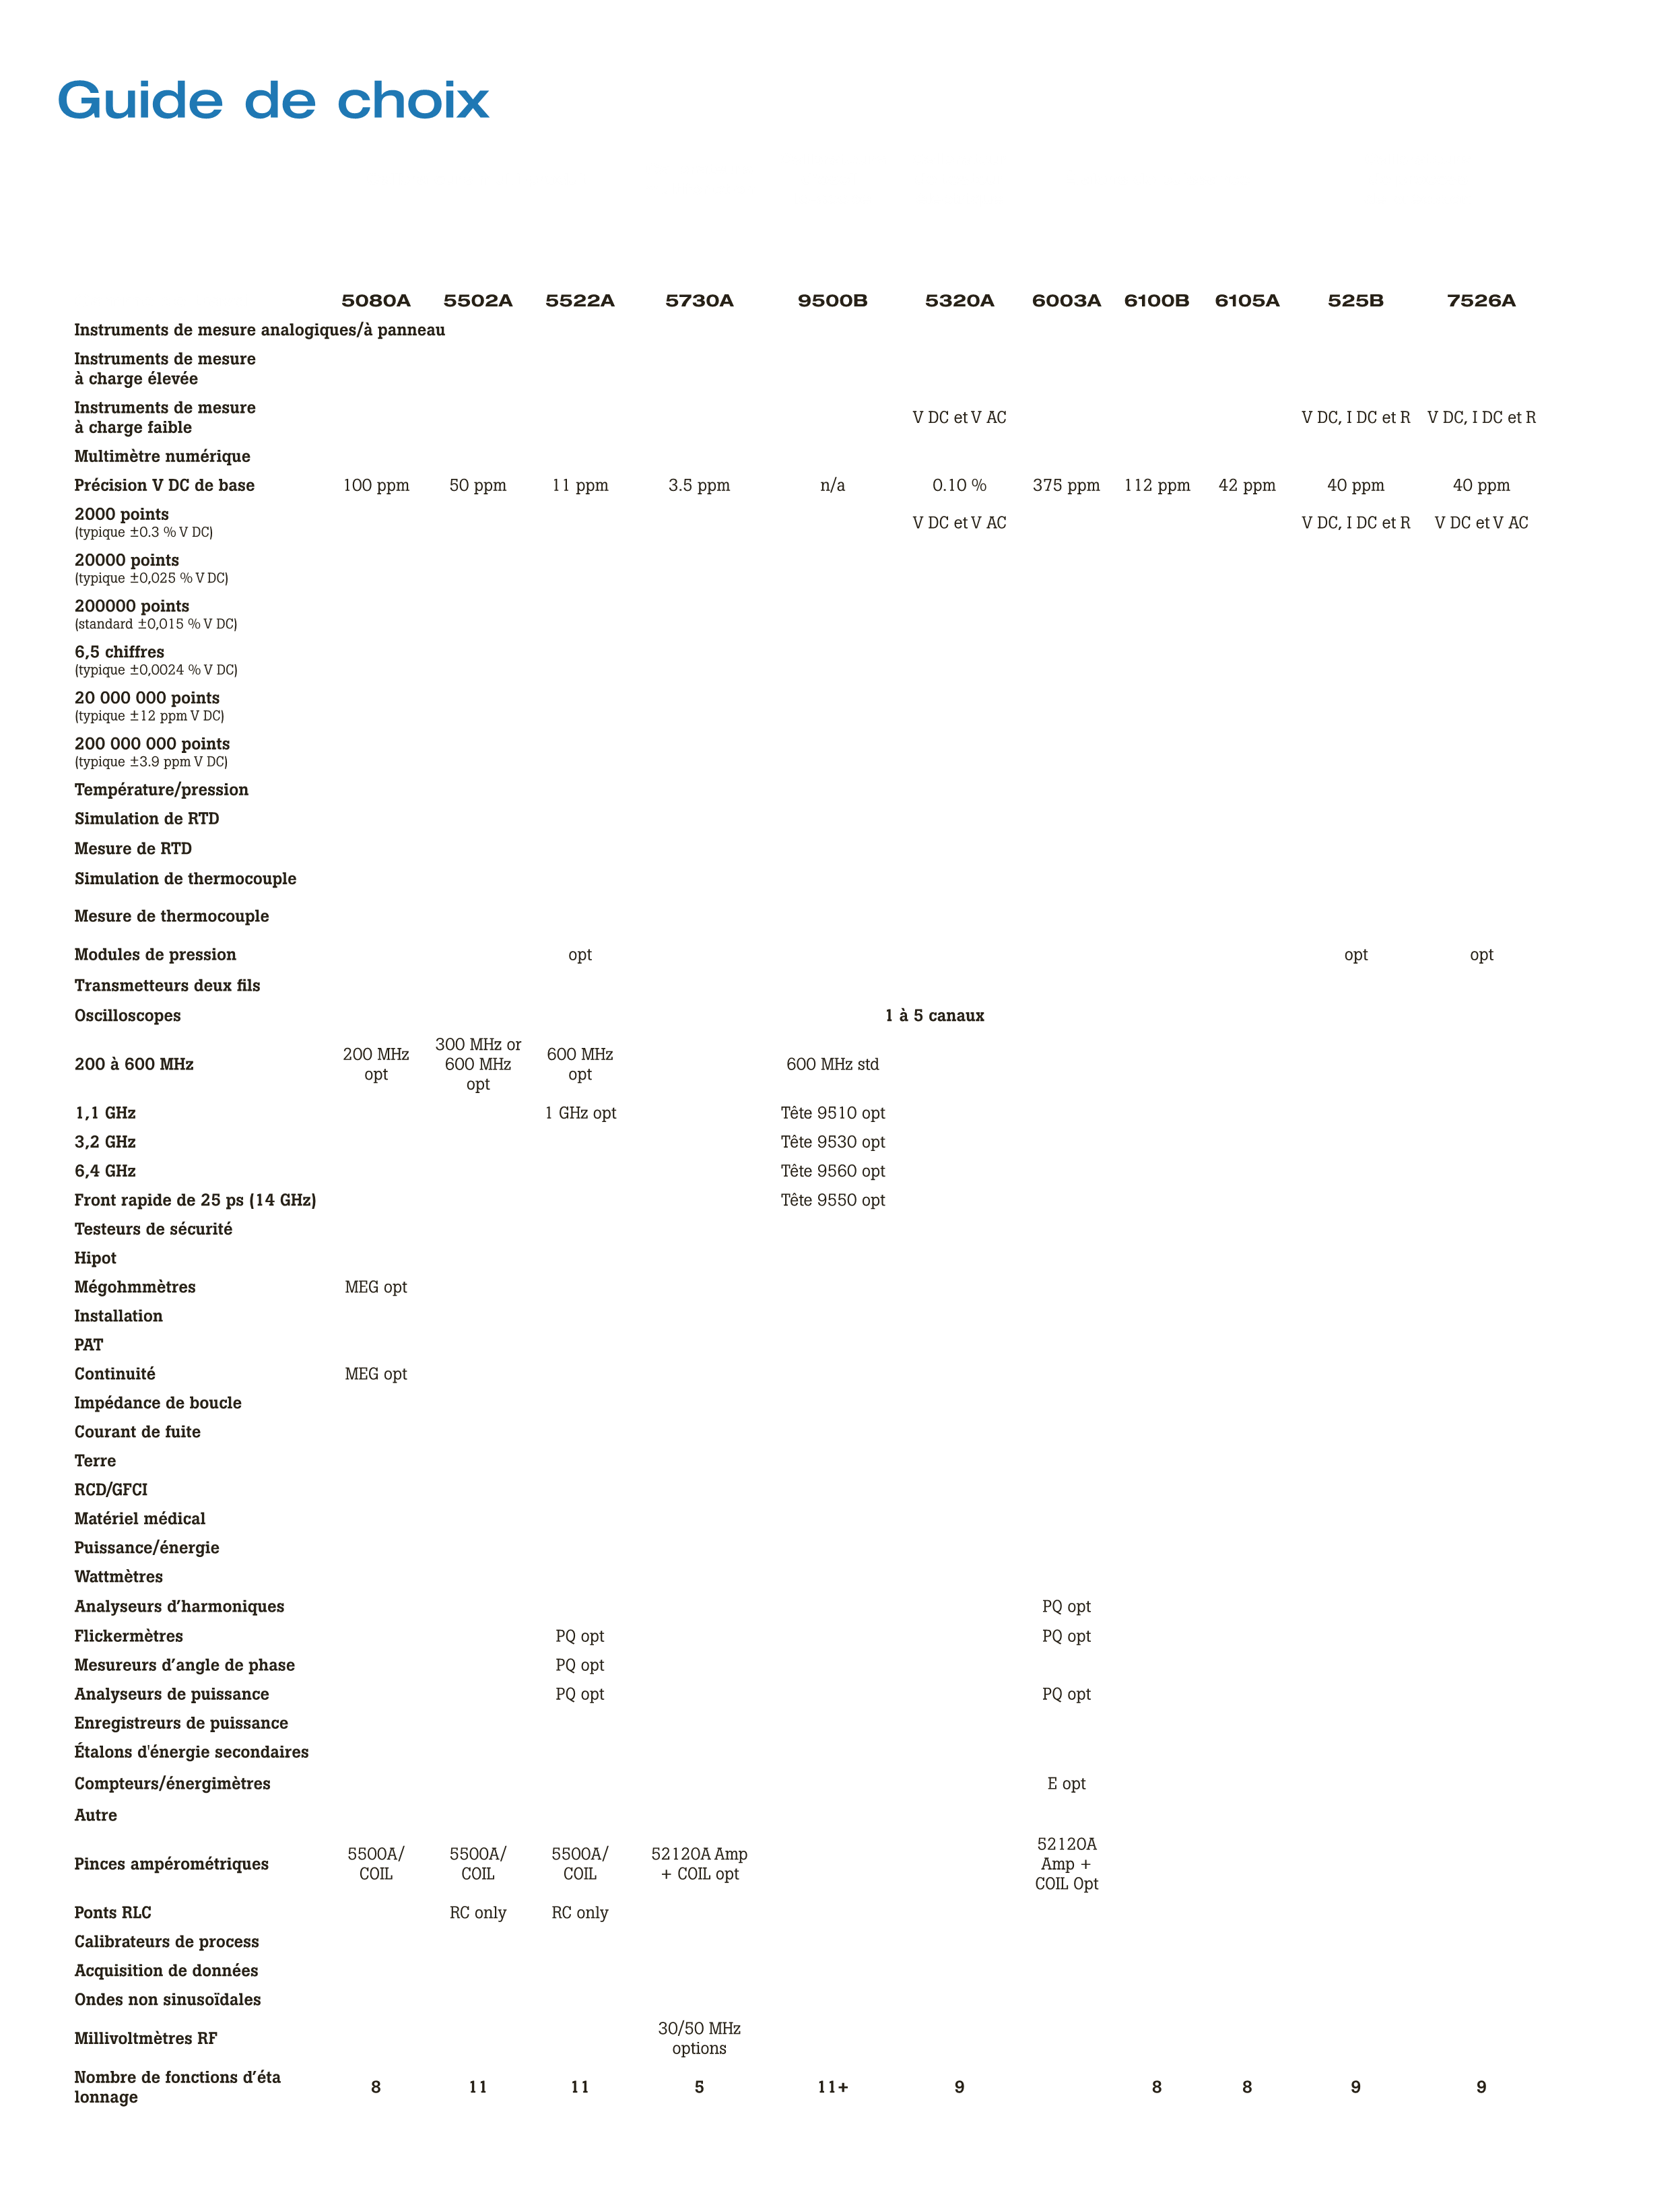 Guide de choix
5080A 5502A 5522A 5730A 9500B 5320A 6003A 6100B 6105A 525B 7526A
Instruments de mesure analogiques/à panneau
Instruments de mesure
à charge élevée
Instruments de mesure
à charge faible V DC et V AC V DC, I DC et R V DC, I DC et R
Multimètre numérique
Précision V DC de base 100 ppm 50 ppm 11 ppm 3.5 ppm n/a 0.10 % 375 ppm 112 ppm 42 ppm 40 ppm 40 ppm
2000 points
(typique ±0.3 % V DC) V DC et V AC V DC, I DC et R V DC et V AC
20000 points
(typique ±0,025 % V DC)
200000 points
(standard ±0,015 % V DC)
6,5 chiffres
(typique ±0,0024 % V DC)
20 000 000 points
(typique ±12 ppm V DC)
200 000 000 points
(typique ±3.9 ppm V DC)
Température/pression
Simulation de RTD
Mesure de RTD
Simulation de thermocouple
Mesure de thermocouple
Modules de pression opt opt opt
Transmetteurs deux fils
Oscilloscopes 1 à 5 canaux
200 à 600 MHz 200 MHz
opt 300 MHz or
600 MHz
opt 600 MHz
opt 600 MHz std
1,1 GHz 1 GHz opt Tête 9510 opt
3,2 GHz Tête 9530 opt
6,4 GHz Tête 9560 opt
Front rapide de 25 ps (14 GHz) Tête 9550 opt
Testeurs de sécurité
Hipot
Mégohmmètres MEG opt
Installation
PAT
Continuité MEG opt
Impédance de boucle
Courant de fuite
Terre
RCD/GFCI
Matériel médical
Puissance/énergie
Wattmètres
Analyseurs d’harmoniques PQ opt
Flickermètres PQ opt PQ opt
Mesureurs d’angle de phase PQ opt
Analyseurs de puissance PQ opt PQ opt
Enregistreurs de puissance
Étalons d'énergie secondaires
Compteurs/énergimètres E opt
Autre
Pinces ampérométriques 5500A/
COIL 5500A/
COIL 5500A/
COIL 52120A Amp
+ COIL opt 52120A
Amp +
COIL Opt
Ponts RLC RC only RC only
Calibrateurs de process
Acquisition de données
Ondes non sinusoïdales
Millivoltmètres RF 30/50 MHz
options
Nombre de fonctions d’éta
lonnage 8 11 11 5 11+ 9 8 8 9 9